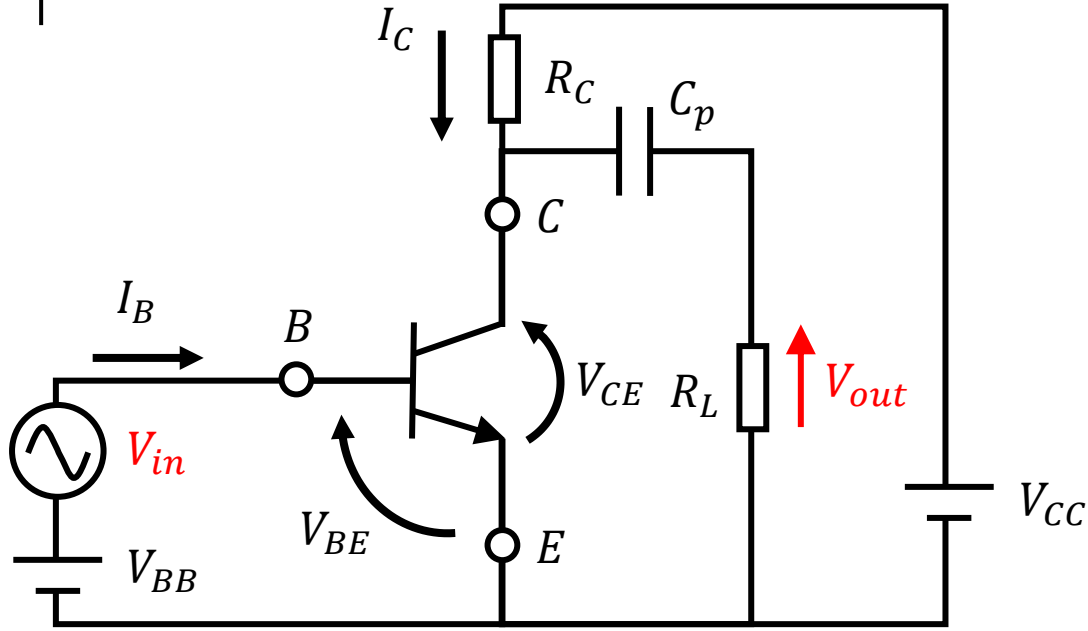 I_C
R_C
C_p
C
I_B
B
V_CE
R_L
V_out
V_in
V_CC
V_BE
E
V_BB